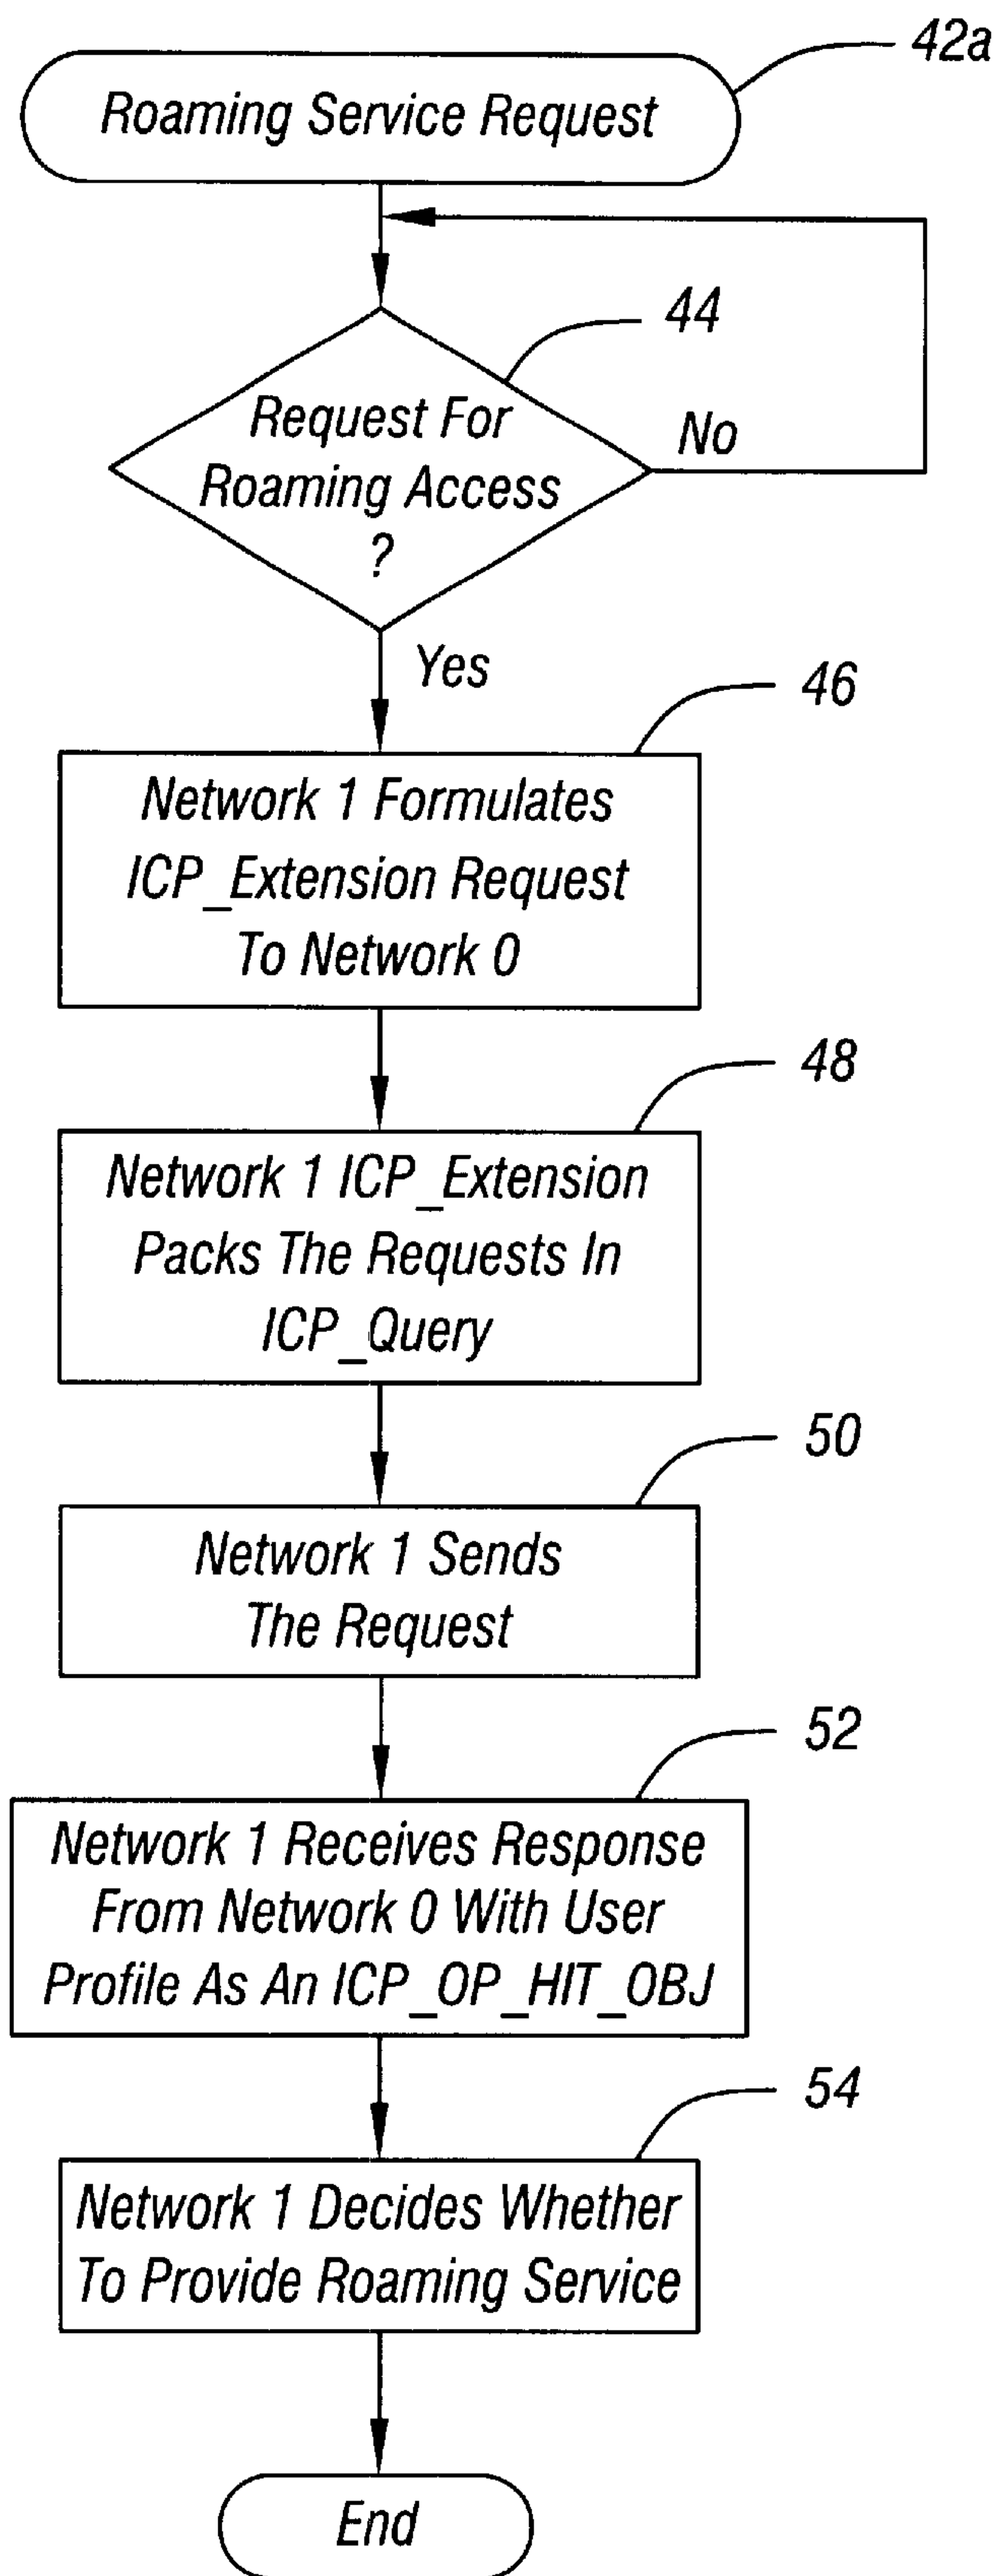 42a
Roaming Service Request
44
Request For
Roaming Access
?
No
Yes
46
Network 1 Formulates
ICP_Extension Request
To Network 0
48
Network 1 ICP_Extension
Packs The Requests In
ICP_Query
50
Network 1 Sends
The Request
52
Network 1 Receives Response
From Network 0 With User
Profile As An ICP_OP_HIT_OBJ
54
Network 1 Decides Whether
To Provide Roaming Service
End